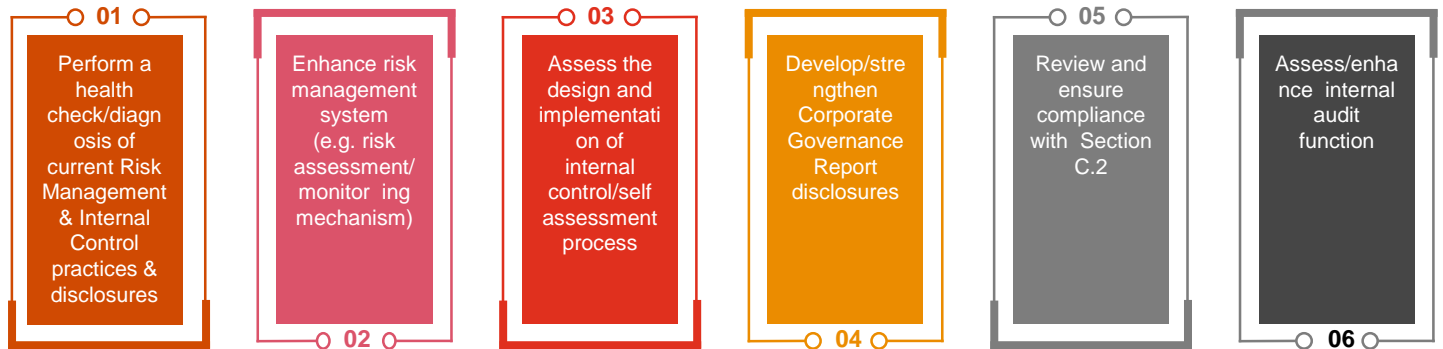 01
Perform a
health
check/diagn
osis of
current Risk
Management
& Internal
Control
practices &
disclosures
Enhance risk
management
system
(e.g. risk
assessment/
monitor ing
mechanism)
02
03
Assess the
design and
implementati
on of
internal
control/self
assessment
process
Develop/stre
ngthen
Corporate
Governance
Report
disclosures
04
05
Review and
ensure
compliance
with Section
C.2
Assess/enha
nce internal
audit
function
06